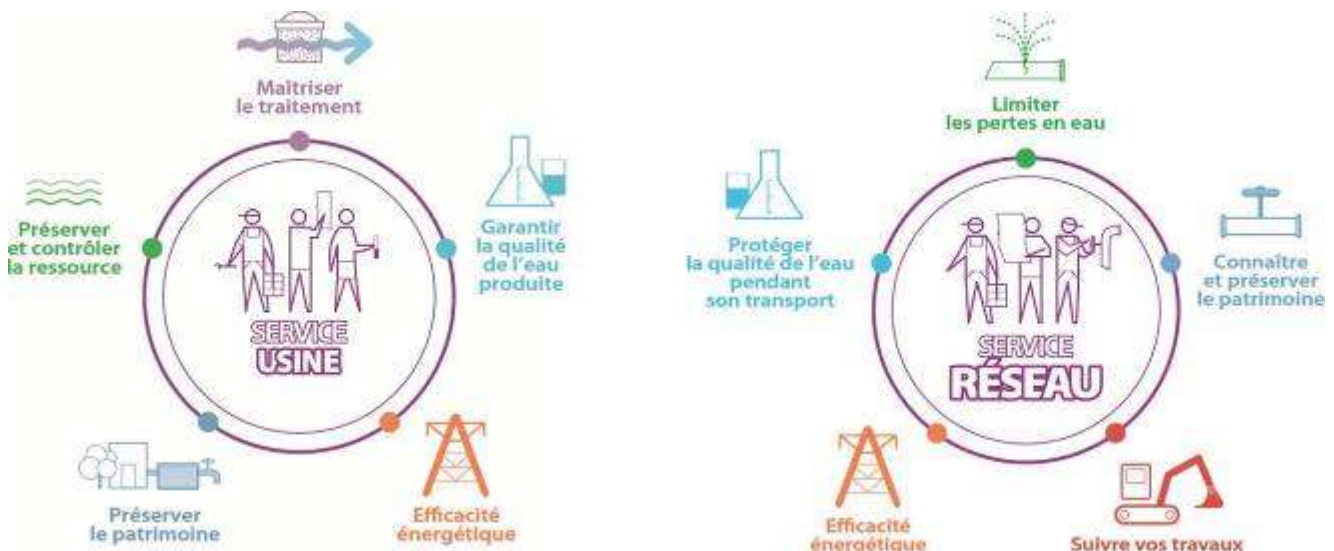 Maîtriser
le traitement
Préserver
et contrôler
la ressource
Garantir
la qualité
de l'eau
produite
SERVICE
USINE
Préserver
le patrimoine
Efficacité
énergétique
Limiter
les pertes en eau
Protéger
la qualité de l'eau
pendant
son transport
Connaître
et préserver
le patrimoine
SERVICE
RÉSEAU
Efficacité
énergétique
Suivre vos travaux